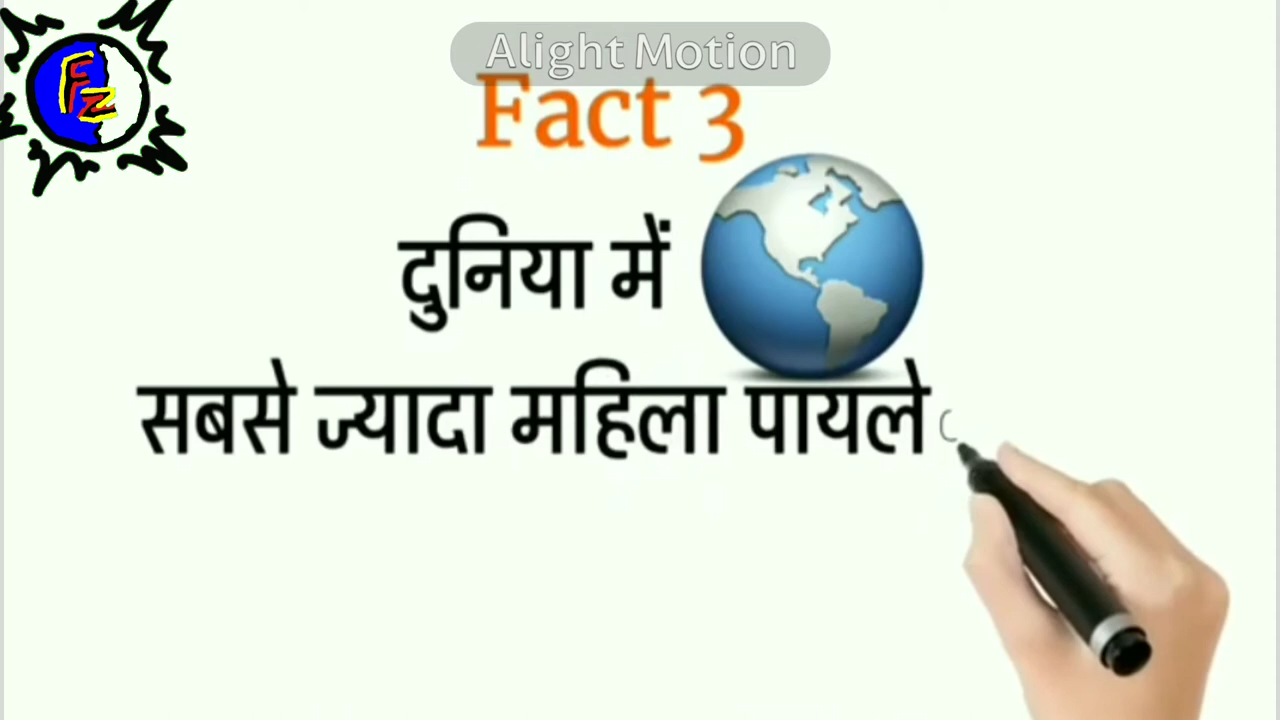 Alight Motion
Fact 3
दुनिया में
सबसे ज्यादा महिला पायले